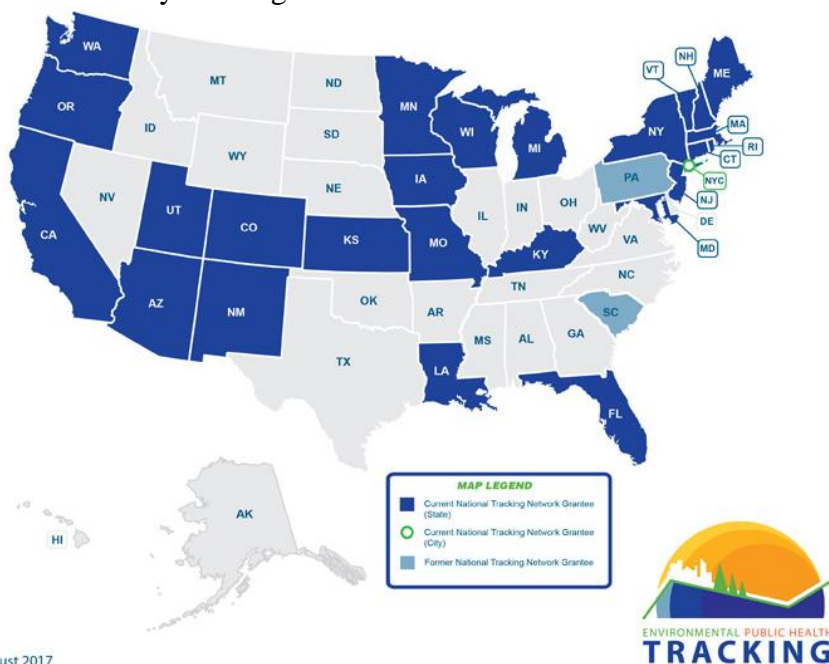 WA
MT
ND
MN
VT
NH
ME
OR
ID
SD
WI
MI
NY
MA
RI
CT
WY
IA
NE
PA
NYC
NJ
NV
UT
CO
IL
IN
OH
DE
MD
CA
KS
MO
WV
VA
KY
AZ
NM
OK
AR
TN
NC
SC
TX
MS
AL
GA
LA
FL
AK
HI
MAP LEGEND
Current National Tracking Network Grantee
(State)
Current National Tracking Network Grantee
(City)
Former National Tracking Network Grantee
ENVIRONMENTAL PUBLIC HEALTH
TRACKING
ust 2017